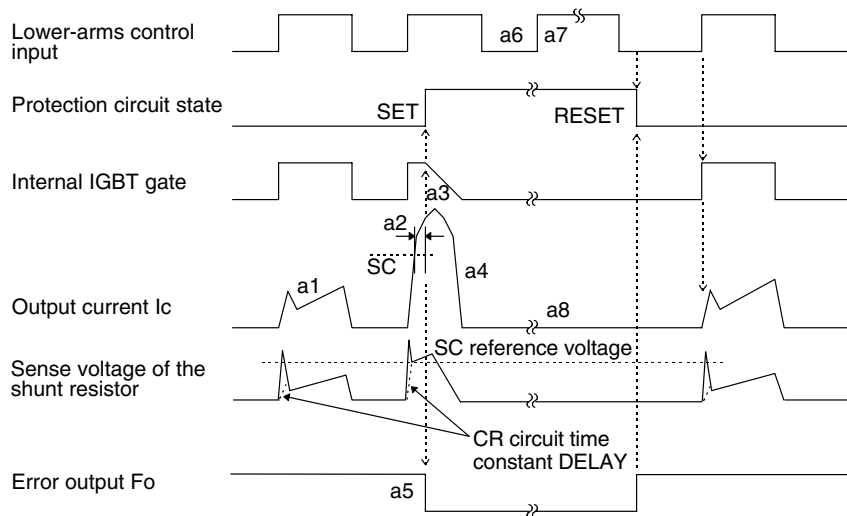 Lower-arms control
input
a6 a7
Protection circuit state
SET RESET
Internal IGBT gate
a3
a2
SC
a4
a1
Output current Ic
a8
SC reference voltage
Sense voltage of the
shunt resistor
CR circuit time
constant DELAY
Error output Fo
a5